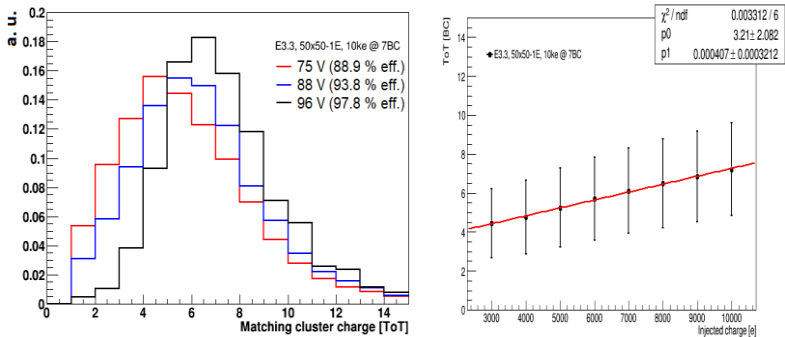 a. u.
0.2
0.18
0.16
0.14
0.12
0.1
0.08
0.06
0.04
0.02
0
E3.3, 50x50-1E, 10ke @ 7BC
75 V (88.9 % eff.)
88 V (93.8 % eff.)
96 V (97.8 % eff.)
0 2 4 6 8 10 12 14
Matching cluster charge [ToT]
χ² / ndf 0.003312 / 6
p0 3.21 ± 2.082
p1 0.000407 ± 0.0003212
ToT [BC]
14
12
10
8
6
4
2
0
E3.3, 50x50-1E, 10ke @ 7BC
3000 4000 5000 6000 7000 8000 9000 10000
Injected charge [e]